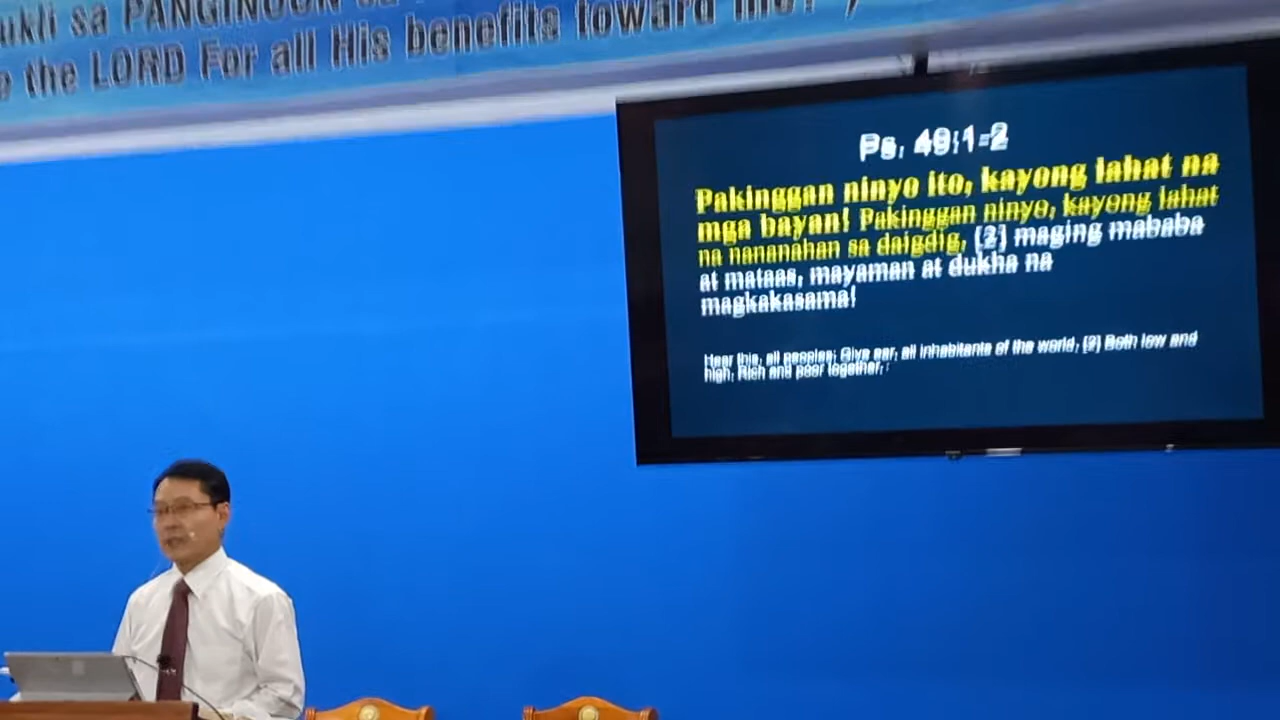 sa PANGINOON
the LORD For all His benefits toward me?
Ps. 49:1-2
Pakinggan ninyo ito, kayong lahat na
mga bayan! Pakinggan ninyo, kayong lahat
na nananahan sa daigdig, [2] maging mababa
at mataas, mayaman at dukha na
magkakasama!
Hear this, all peoples; Give ear, all inhabitants of the world, [2] Both low and
high, Rich and poor together.